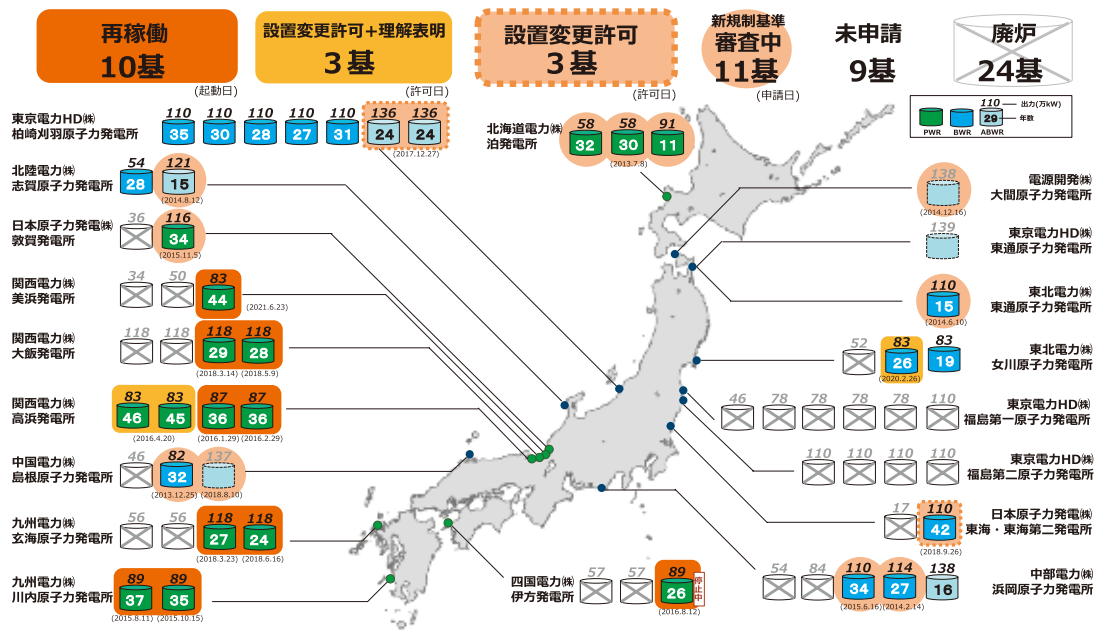 再稼働
10基
(起動日)
設置変更許可+理解表明
3基
(許可日)
設置変更許可
3基
(許可日)
新規制基準
審査中
11基
(申請日)
未申請
9基
廃炉
24基
110
29
出力(万kW)
年数
PWR BWR ABWR
東京電力HD㈱
柏崎刈羽原子力発電所
110 110 110 110 110 136 136
35 30 28 27 31 24 24
(2017.12.27)
北陸電力㈱
志賀原子力発電所
54 121
28 15
(2014.8.12)
日本原子力発電㈱
敦賀発電所
36 116
34
(2015.11.5)
関西電力㈱
美浜発電所
34 50 83
44
(2021.6.23)
関西電力㈱
大飯発電所
118 118 118 118
29 28
(2018.3.14) (2018.5.9)
関西電力㈱
高浜発電所
83 83 87 87
46 45 36 36
(2016.4.20) (2016.1.29) (2016.2.29)
中国電力㈱
島根原子力発電所
46 82 137
32
(2013.12.25) (2018.8.10)
九州電力㈱
玄海原子力発電所
56 56 118 118
27 24
(2018.3.23) (2018.6.16)
九州電力㈱
川内原子力発電所
89 89
37 35
(2015.8.11) (2015.10.15)
北海道電力㈱
泊発電所
58 58 91
32 30 11
(2013.7.8)
四国電力㈱
伊方発電所
57 57 89
26
停止中
(2016.8.12)
電源開発㈱
大間原子力発電所
138
(2014.12.16)
東京電力HD㈱
東通原子力発電所
139
東北電力㈱
東通原子力発電所
110
15
(2014.6.10)
東北電力㈱
女川原子力発電所
52 83 83
26 19
(2020.2.26)
東京電力HD㈱
福島第一原子力発電所
46 78 78 78 78 110
東京電力HD㈱
福島第二原子力発電所
110 110 110 110
日本原子力発電㈱
東海・東海第二発電所
17 110
42
(2018.9.26)
中部電力㈱
浜岡原子力発電所
54 84 110 114 138
34 27 16
(2015.6.16) (2014.2.14)